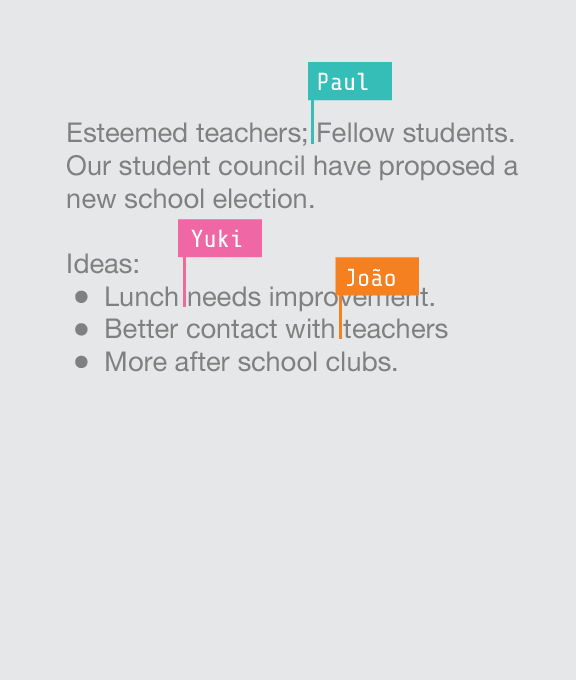 Paul
Esteemed teachers; Fellow students.
Our student council have proposed a
new school election.
Yuki
Ideas:
João
● Lunch needs improvement.
● Better contact with teachers
● More after school clubs.